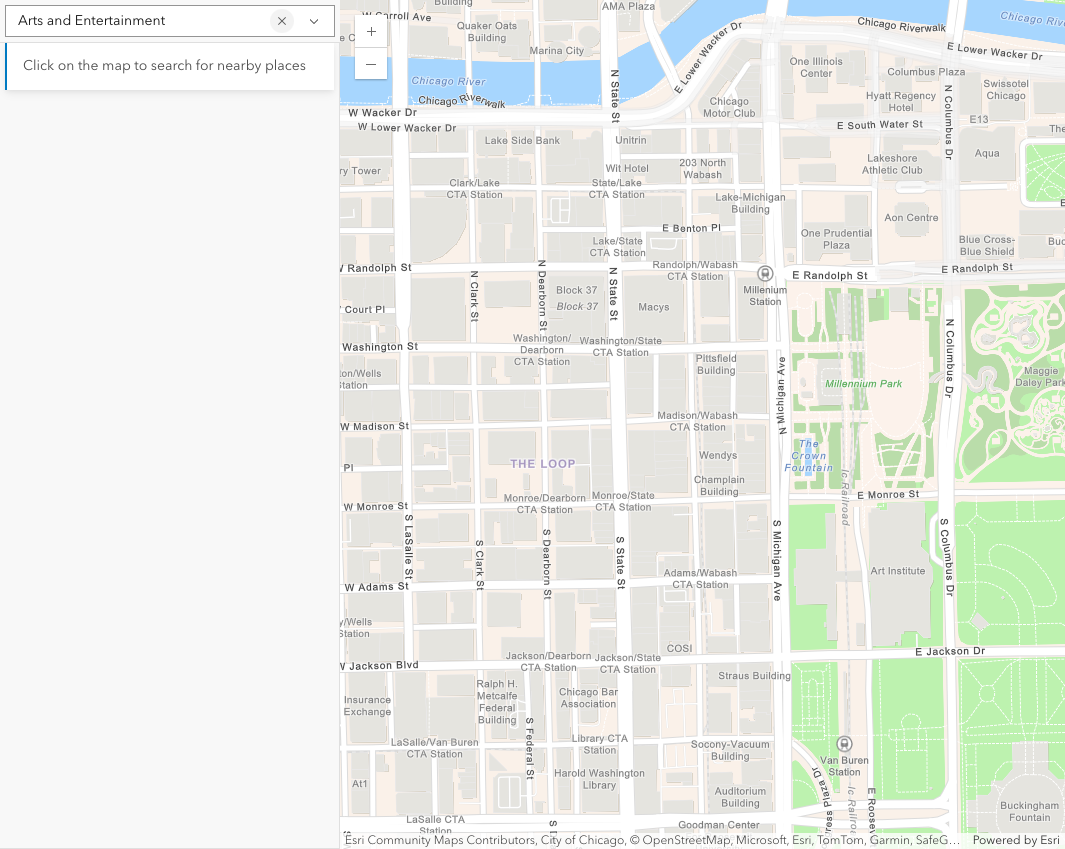 Arts and Entertainment
Click on the map to search for nearby places
W Carroll Ave
AMA Plaza
Quaker Oats
Building
Building
Marina City
Chicago River
Chicago Riverwalk
Chicago River
Chicago Riverwalk
E Lower Wacker Dr
E Lower Wacker Dr
W Wacker Dr
W Lower Wacker Dr
N State St
One Illinois
Center
Columbus Plaza
Hyatt Regency
Hotel
Swissotel
Chicago
Chicago
Motor Club
E South Water St
E13
N Columbus Dr
Lake Side Bank
Unitrin
Aqua
The
ry Tower
Wit Hotel
203 North
Wabash
Lakeshore
Athletic Club
Clark/Lake
CTA Station
State/Lake
CTA Station
Lake-Michigan
Building
Aon Centre
E Benton Pl
One Prudential
Plaza
Lake/State
CTA Station
Blue Cross-
Blue Shield
Buc
W Randolph St
Randolph/Wabash
CTA Station
E Randolph St
E Randolph St
N Clark St
N Dearborn St
N State St
Block 37
Block 37
Macys
Millenium
Station
Court Pl
Washington St
Washington/
Dearborn
CTA Station
Washington/State
CTA Station
Pittsfield
Building
N Michigan Ave
N Columbus Dr
Millennium Park
Maggie
Daley Park
ton/Wells
Station
W Madison St
Madison/Wabash
CTA Station
The
Crown
Fountain
Wendys
THE LOOP
Pl
Champlain
Building
Ic Railroad
W Monroe St
Monroe/Dearborn
CTA Station
Monroe/State
CTA Station
E Monroe St
S LaSalle St
S Clark St
S Dearborn St
S State St
S Michigan Ave
S Columbus Dr
W Adams St
Adams/Wabash
CTA Station
Art Institute
y/Wells
Station
W Jackson Blvd
Jackson/Dearborn
CTA Station
Jackson/State
CTA Station
COSI
E Jackson Dr
Straus Building
Insurance
Exchange
Ralph H.
Metcalfe
Federal
Building
Chicago Bar
Association
S Federal St
LaSalle/Van Buren
CTA Station
Library CTA
Station
Socony-Vacuum
Building
Van Buren
Station
At1
Harold Washington
Library
Auditorium
Building
Ic Railro
E Roosev
ress Plaza Dr
Buckingham
Fountain
LaSalle CTA
Station
Goodman Center
Esri Community Maps Contributors, City of Chicago, © OpenStreetMap, Microsoft, Esri, TomTom, Garmin, SafeG…
Powered by Esri